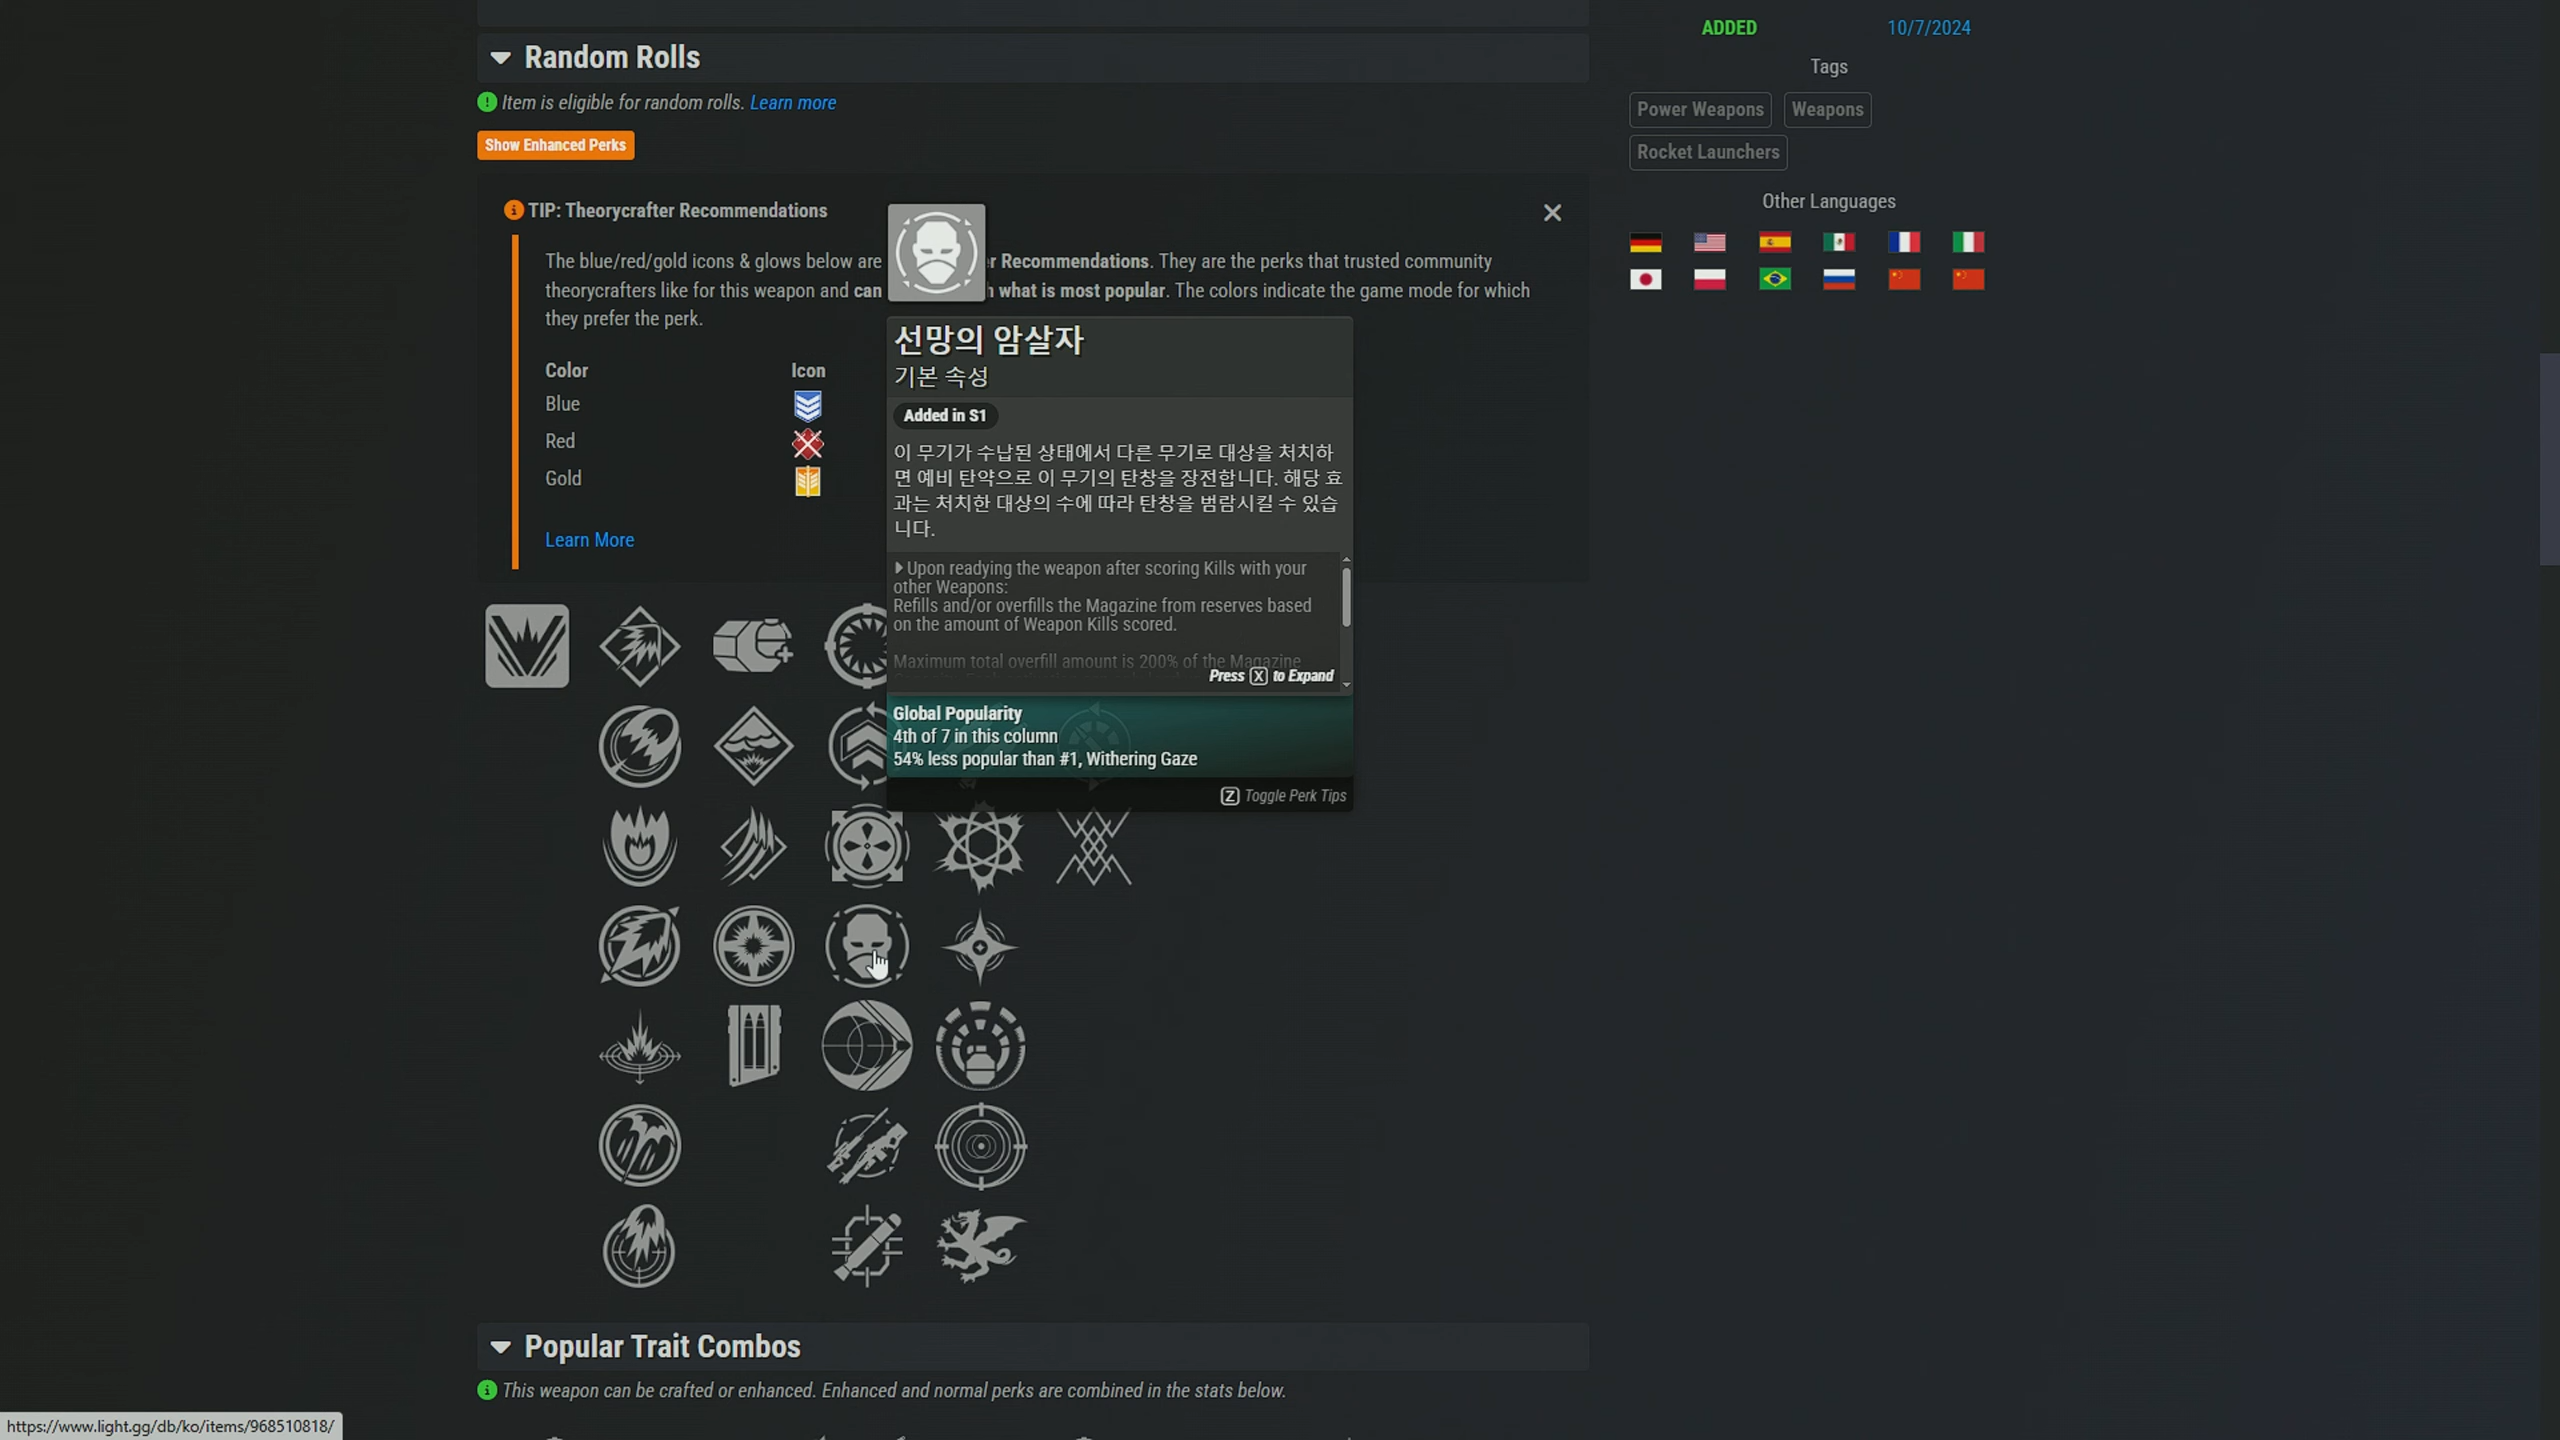 ADDED 10/7/2024
Random Rolls
Tags
Item is eligible for random rolls. Learn more
Power Weapons
Weapons
Show Enhanced Perks
Rocket Launchers
TIP: Theorycrafter Recommendations
Other Languages
The blue/red/gold icons & glows below are r Recommendations. They are the perks that trusted community
theorycrafters like for this weapon and can h what is most popular. The colors indicate the game mode for which
they prefer the perk.
Color Icon
Blue
Red
Gold
Learn More
선망의 암살자
기본 속성
Added in S1
이 무기가 수납된 상태에서 다른 무기로 대상을 처치하
면 예비 탄약으로 이 무기의 탄창을 장전합니다. 해당 효
과는 처치한 대상의 수에 따라 탄창을 범람시킬 수 있습
니다.
Upon readying the weapon after scoring Kills with your
other Weapons:
Refills and/or overfills the Magazine from reserves based
on the amount of Weapon Kills scored.
Maximum total overfill amount is 200% of the Magazine
Press X to Expand
Global Popularity
4th of 7 in this column
54% less popular than #1, Withering Gaze
Z Toggle Perk Tips
Popular Trait Combos
This weapon can be crafted or enhanced. Enhanced and normal perks are combined in the stats below.
https://www.light.gg/db/ko/items/968510818/